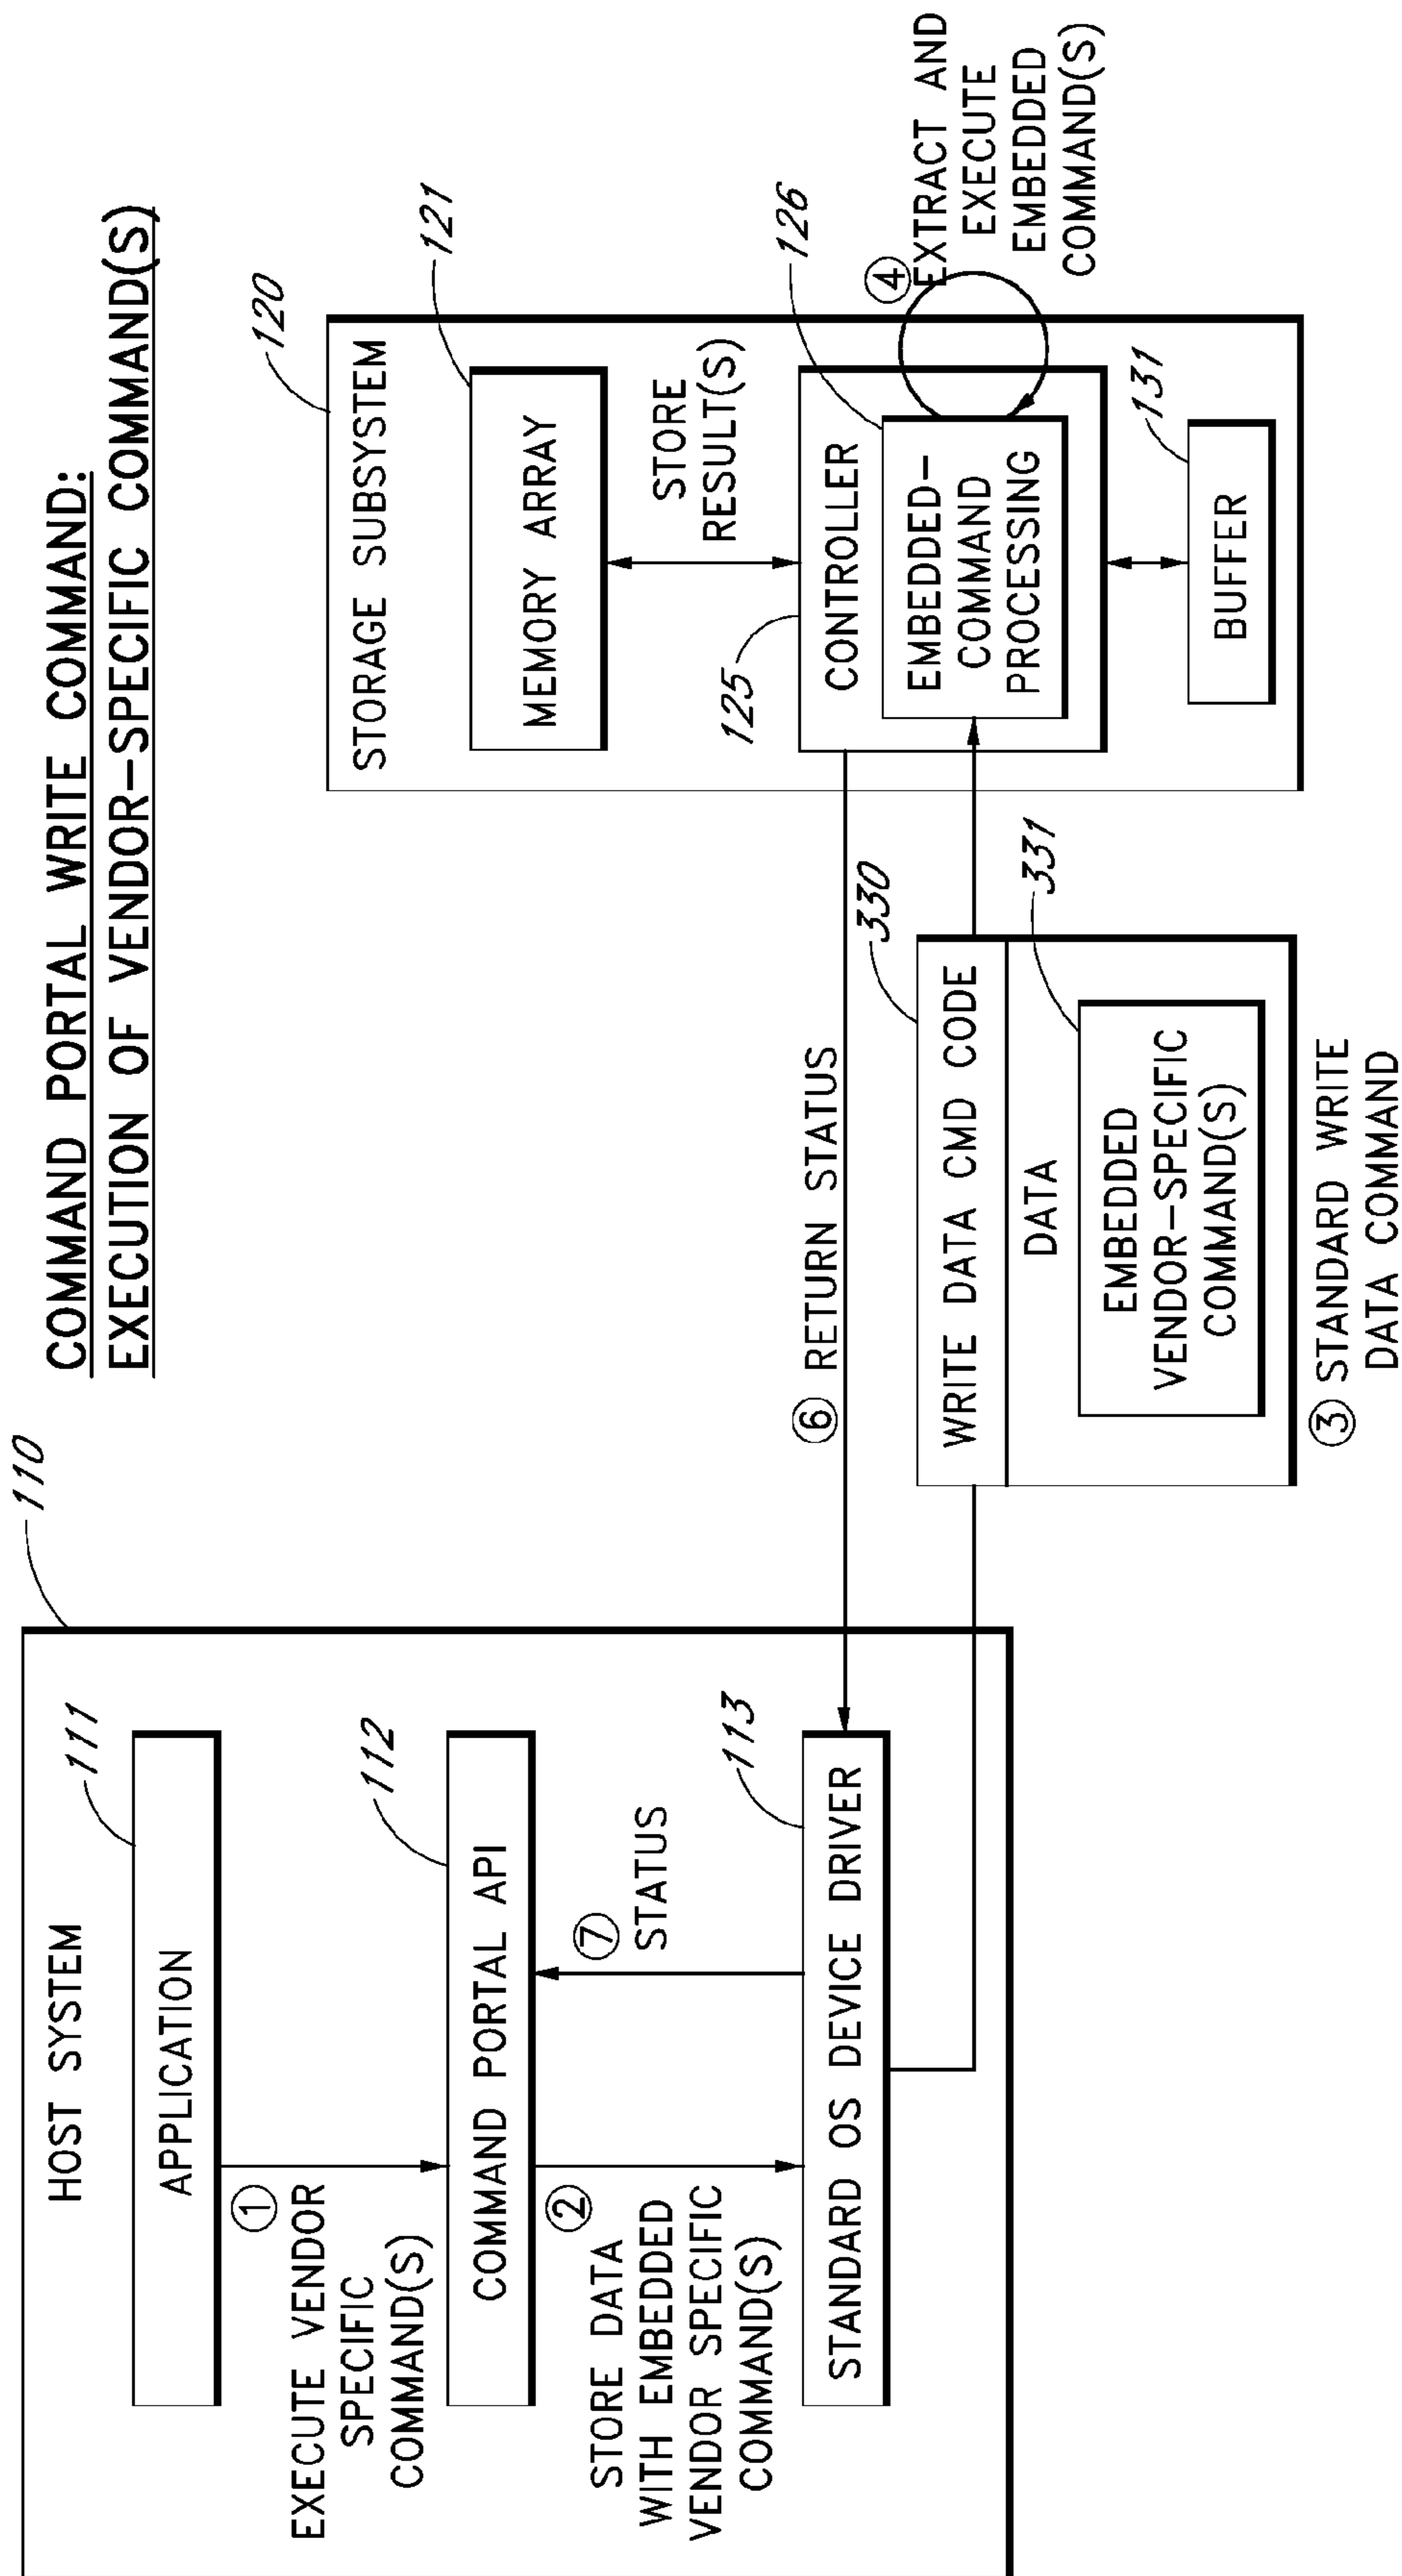 COMMAND PORTAL WRITE COMMAND:
EXECUTION OF VENDOR-SPECIFIC COMMAND(S)
110
HOST SYSTEM
111
APPLICATION
①
EXECUTE VENDOR
SPECIFIC
COMMAND(S)
112
COMMAND PORTAL API
②
STORE DATA
WITH EMBEDDED
VENDOR SPECIFIC
COMMAND(S)
⑦
STATUS
113
STANDARD OS DEVICE DRIVER
⑥ RETURN STATUS
330
WRITE DATA CMD CODE
DATA
331
EMBEDDED
VENDOR-SPECIFIC
COMMAND(S)
③ STANDARD WRITE
DATA COMMAND
120
STORAGE SUBSYSTEM
121
MEMORY ARRAY
STORE
RESULT(S)
125
CONTROLLER
126
EMBEDDED-
COMMAND
PROCESSING
④
EXTRACT AND
EXECUTE
EMBEDDED
COMMAND(S)
131
BUFFER